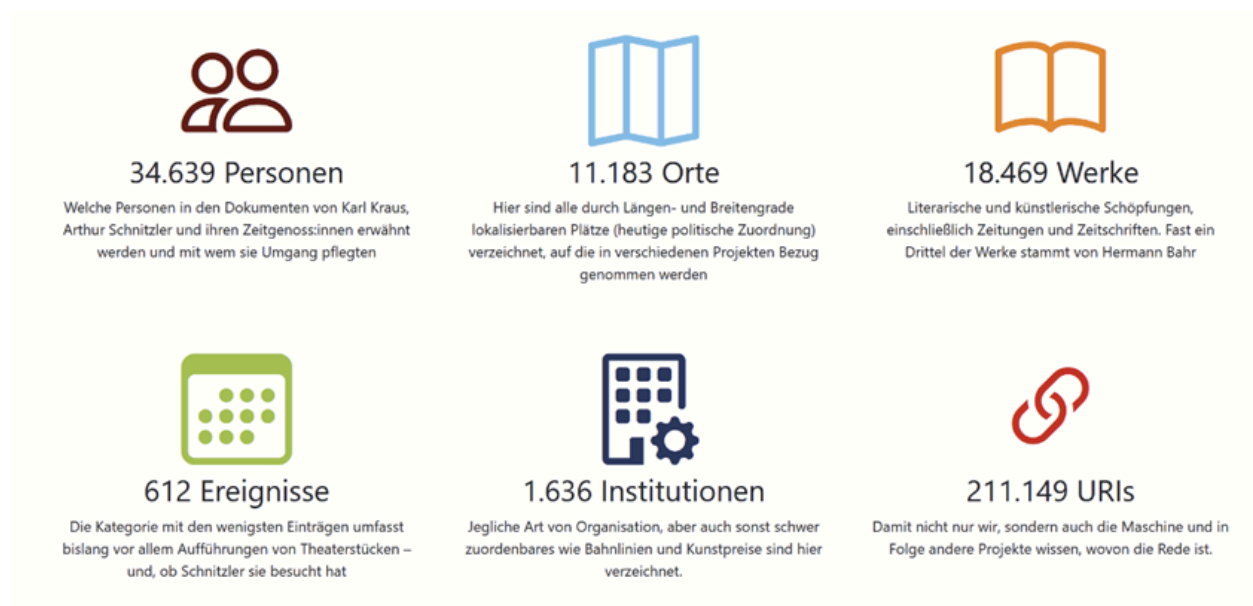 34.639 Personen
Welche Personen in den Dokumenten von Karl Kraus,
Arthur Schnitzler und ihren Zeitgenoss:innen erwähnt
werden und mit wem sie Umgang pflegten
11.183 Orte
Hier sind alle durch Längen- und Breitengrade
lokalisierbaren Plätze (heutige politische Zuordnung)
verzeichnet, auf die in verschiedenen Projekten Bezug
genommen werden
18.469 Werke
Literarische und künstlerische Schöpfungen,
einschließlich Zeitungen und Zeitschriften. Fast ein
Drittel der Werke stammt von Hermann Bahr
612 Ereignisse
Die Kategorie mit den wenigsten Einträgen umfasst
bislang vor allem Aufführungen von Theaterstücken –
und, ob Schnitzler sie besucht hat
1.636 Institutionen
Jegliche Art von Organisation, aber auch sonst schwer
zuordenbares wie Bahnlinien und Kunstpreise sind hier
verzeichnet.
211.149 URIs
Damit nicht nur wir, sondern auch die Maschine und in
Folge andere Projekte wissen, wovon die Rede ist.